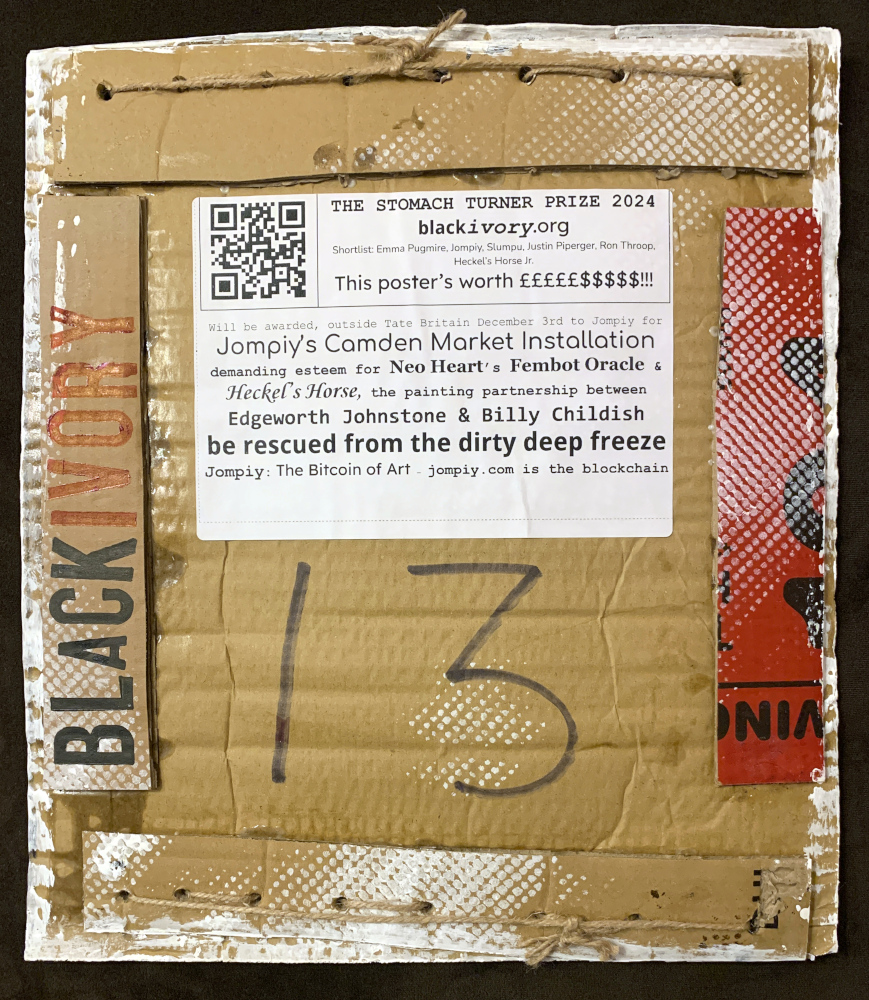 THE STOMACH TURNER PRIZE 2024
blackivory.org
Shortlist: Emma Pugmire, Jompiy, Slumpu, Justin Piperger, Ron Throop,
Heckel's Horse Jr.
This poster's worth £££££$$$$$!!!
Will be awarded, outside Tate Britain December 3rd to Jompiy for
Jompiy's Camden Market Installation
demanding esteem for Neo Heart's Fembot Oracle &
Heckel's Horse, the painting partnership between
Edgeworth Johnstone & Billy Childish
be rescued from the dirty deep freeze
Jompiy: The Bitcoin of Art - jompiy.com is the blockchain
BLACKIVORY
13